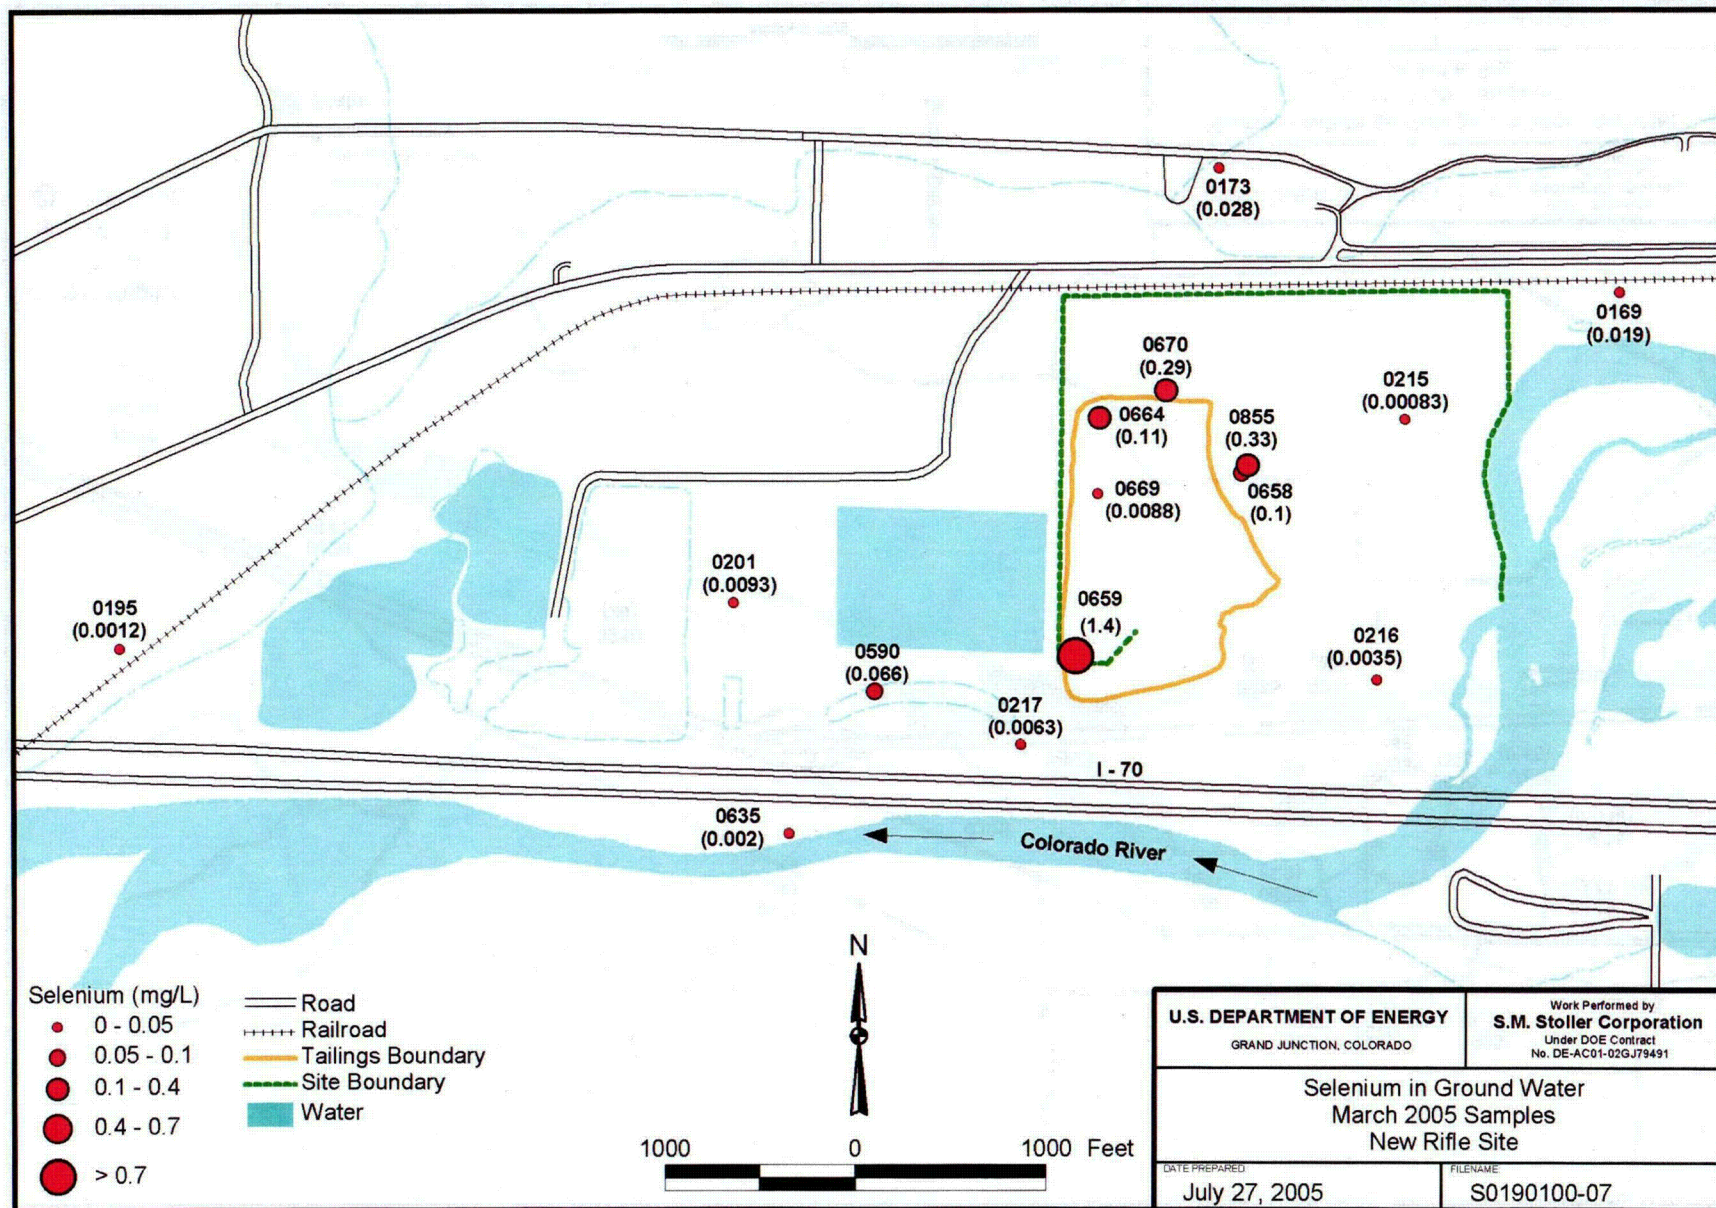 0173
(0.028)
0169
(0.019)
0670
(0.29)
0215
(0.00083)
0664
(0.11)
0855
(0.33)
0669
(0.0088)
0658
(0.1)
0201
(0.0093)
0195
(0.0012)
0659
(1.4)
0216
(0.0035)
0590
(0.066)
0217
(0.0063)
I - 70
0635
(0.002)
Colorado River
N
Selenium (mg/L)
0 - 0.05
0.05 - 0.1
0.1 - 0.4
0.4 - 0.7
> 0.7
Road
Railroad
Tailings Boundary
Site Boundary
Water
1000 0 1000 Feet
U.S. DEPARTMENT OF ENERGY
GRAND JUNCTION, COLORADO
Work Performed by
S.M. Stoller Corporation
Under DOE Contract
No. DE-AC01-02GJ79491
Selenium in Ground Water
March 2005 Samples
New Rifle Site
DATE PREPARED
July 27, 2005
FILENAME
S0190100-07